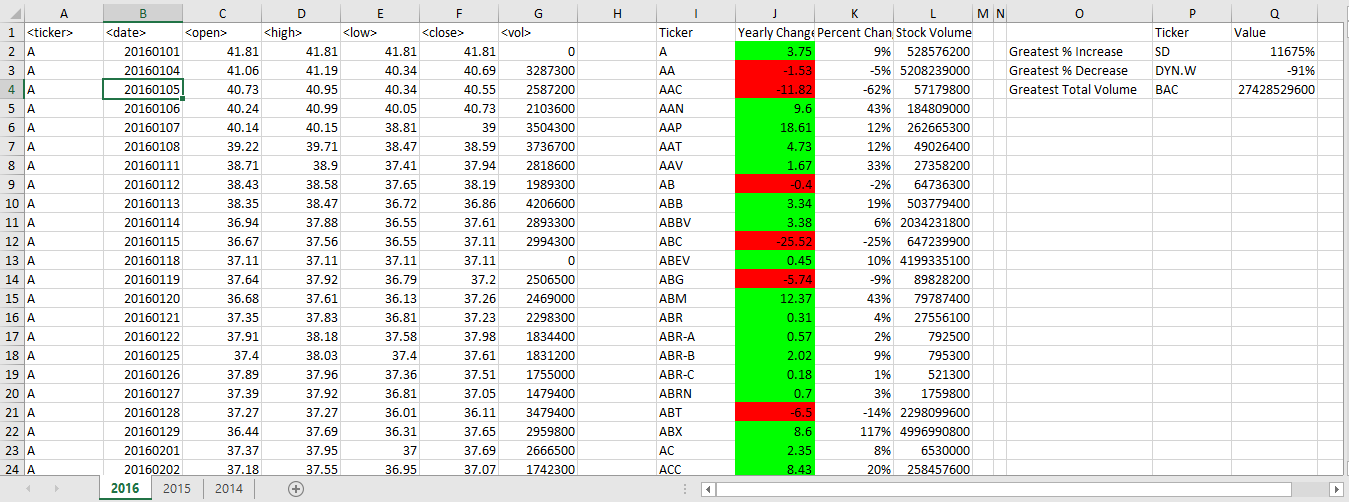 A B C D E F G H I J K L M N O P Q
1 <ticker> <date> <open> <high> <low> <close> <vol> Ticker Yearly Change Percent Chan Stock Volume Ticker Value
2 A 20160101 41.81 41.81 41.81 41.81 0 A 3.75 9% 528576200 Greatest % Increase SD 11675%
3 A 20160104 41.06 41.19 40.34 40.69 3287300 AA -1.53 -5% 5208239000 Greatest % Decrease DYN.W -91%
4 A 20160105 40.73 40.95 40.34 40.55 2587200 AAC -11.82 -62% 57179800 Greatest Total Volume BAC 27428529600
5 A 20160106 40.24 40.99 40.05 40.73 2103600 AAN 9.6 43% 184809000
6 A 20160107 40.14 40.15 38.81 39 3504300 AAP 18.61 12% 262665300
7 A 20160108 39.22 39.71 38.47 38.59 3736700 AAT 4.73 12% 49026400
8 A 20160111 38.71 38.9 37.41 37.94 2818600 AAV 1.67 33% 27358200
9 A 20160112 38.43 38.58 37.65 38.19 1989300 AB -0.4 -2% 64736300
10 A 20160113 38.35 38.47 36.72 36.86 4206600 ABB 3.34 19% 503779400
11 A 20160114 36.94 37.88 36.55 37.61 2893300 ABBV 3.38 6% 2034231800
12 A 20160115 36.67 37.56 36.55 37.11 2994300 ABC -25.52 -25% 647239900
13 A 20160118 37.11 37.11 37.11 37.11 0 ABEV 0.45 10% 4199335100
14 A 20160119 37.64 37.92 36.79 37.2 2506500 ABG -5.74 -9% 89828200
15 A 20160120 36.68 37.61 36.13 37.26 2469000 ABM 12.37 43% 79787400
16 A 20160121 37.35 37.83 36.81 37.23 2298300 ABR 0.31 4% 27556100
17 A 20160122 37.91 38.18 37.58 37.98 1834400 ABR-A 0.57 2% 792500
18 A 20160125 37.4 38.03 37.4 37.61 1831200 ABR-B 2.02 9% 795300
19 A 20160126 37.89 37.96 37.36 37.51 1755000 ABR-C 0.18 1% 521300
20 A 20160127 37.39 37.92 36.81 37.05 1479400 ABRN 0.7 3% 1759800
21 A 20160128 37.27 37.27 36.01 36.11 3479400 ABT -6.5 -14% 2298099600
22 A 20160129 36.44 37.69 36.31 37.65 2959800 ABX 8.6 117% 4996990800
23 A 20160201 37.37 37.95 37 37.69 2666500 AC 2.35 8% 6530000
24 A 20160202 37.18 37.55 36.95 37.07 1742300 ACC 8.43 20% 258457600
2016 2015 2014